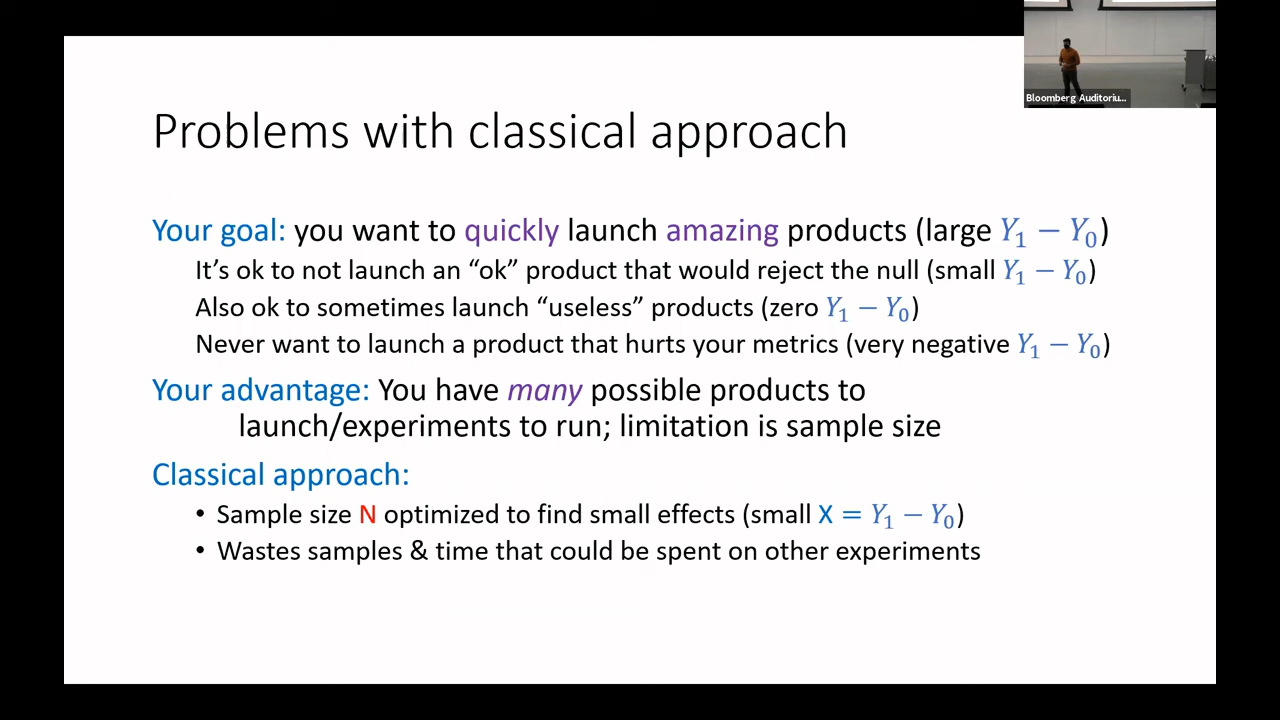 Bloomberg Auditoriu...
Problems with classical approach
Your goal: you want to quickly launch amazing products (large Y₁ − Y₀)
It’s ok to not launch an “ok” product that would reject the null (small Y₁ − Y₀)
Also ok to sometimes launch “useless” products (zero Y₁ − Y₀)
Never want to launch a product that hurts your metrics (very negative Y₁ − Y₀)
Your advantage: You have many possible products to
launch/experiments to run; limitation is sample size
Classical approach:
• Sample size N optimized to find small effects (small X = Y₁ − Y₀)
• Wastes samples & time that could be spent on other experiments